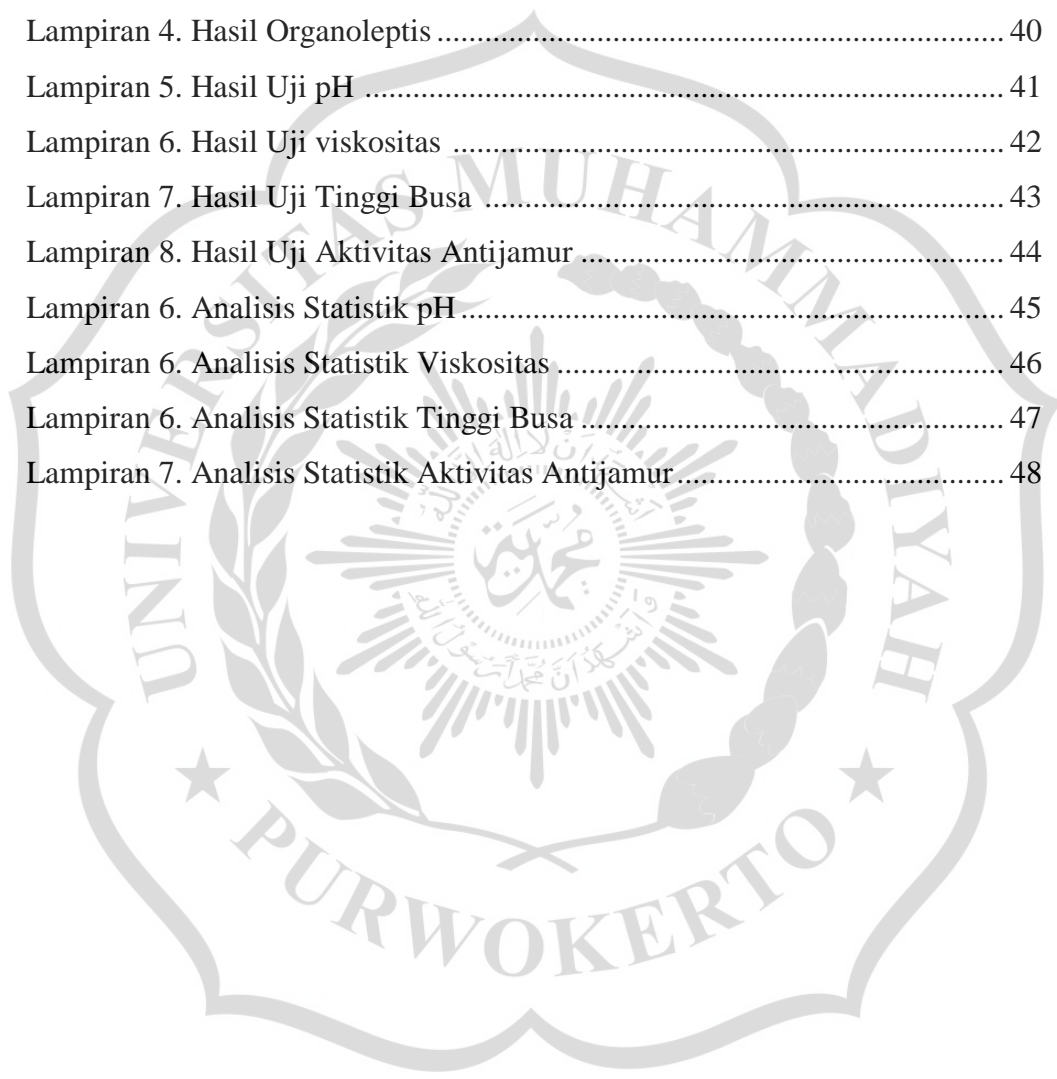 Lampiran 4. Hasil Organoleptis ........................................................................ 40
Lampiran 5. Hasil Uji pH ................................................................................. 41
Lampiran 6. Hasil Uji viskositas ...................................................................... 42
Lampiran 7. Hasil Uji Tinggi Busa .................................................................. 43
Lampiran 8. Hasil Uji Aktivitas Antijamur ...................................................... 44
Lampiran 6. Analisis Statistik pH ..................................................................... 45
Lampiran 6. Analisis Statistik Viskositas ......................................................... 46
Lampiran 6. Analisis Statistik Tinggi Busa ...................................................... 47
Lampiran 7. Analisis Statistik Aktivitas Antijamur ......................................... 48
UNIVERSITAS MUHAMMADIYAH
PURWOKERTO